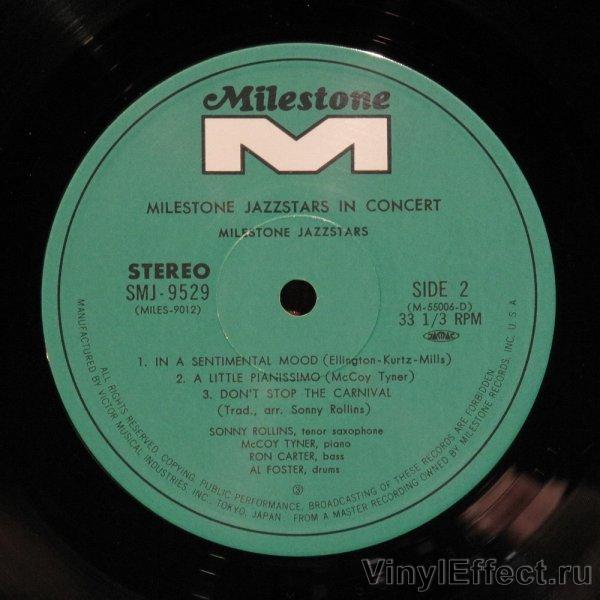 Milestone
M
MILESTONE JAZZSTARS IN CONCERT
MILESTONE JAZZSTARS
STEREO
SMJ-9529
(MILES-9012)
SIDE 2
(M-55006-D)
33 1/3 RPM
1. IN A SENTIMENTAL MOOD (Ellington-Kurtz-Mills)
2. A LITTLE PIANISSIMO (McCoy Tyner)
3. DON'T STOP THE CARNIVAL
(Trad., arr. Sonny Rollins)
SONNY ROLLINS, tenor saxophone
McCOY TYNER, piano
RON CARTER, bass
AL FOSTER, drums
③
ALL RIGHTS RESERVED. COPYING, PUBLIC PERFORMANCE, BROADCASTING OF THESE RECORDS ARE FORBIDDEN.
MANUFACTURED BY VICTOR MUSICAL INDUSTRIES, INC., TOKYO, JAPAN FROM A MASTER RECORDING OWNED BY MILESTONE RECORDS, INC. U.S.A.
VinylEffect.ru